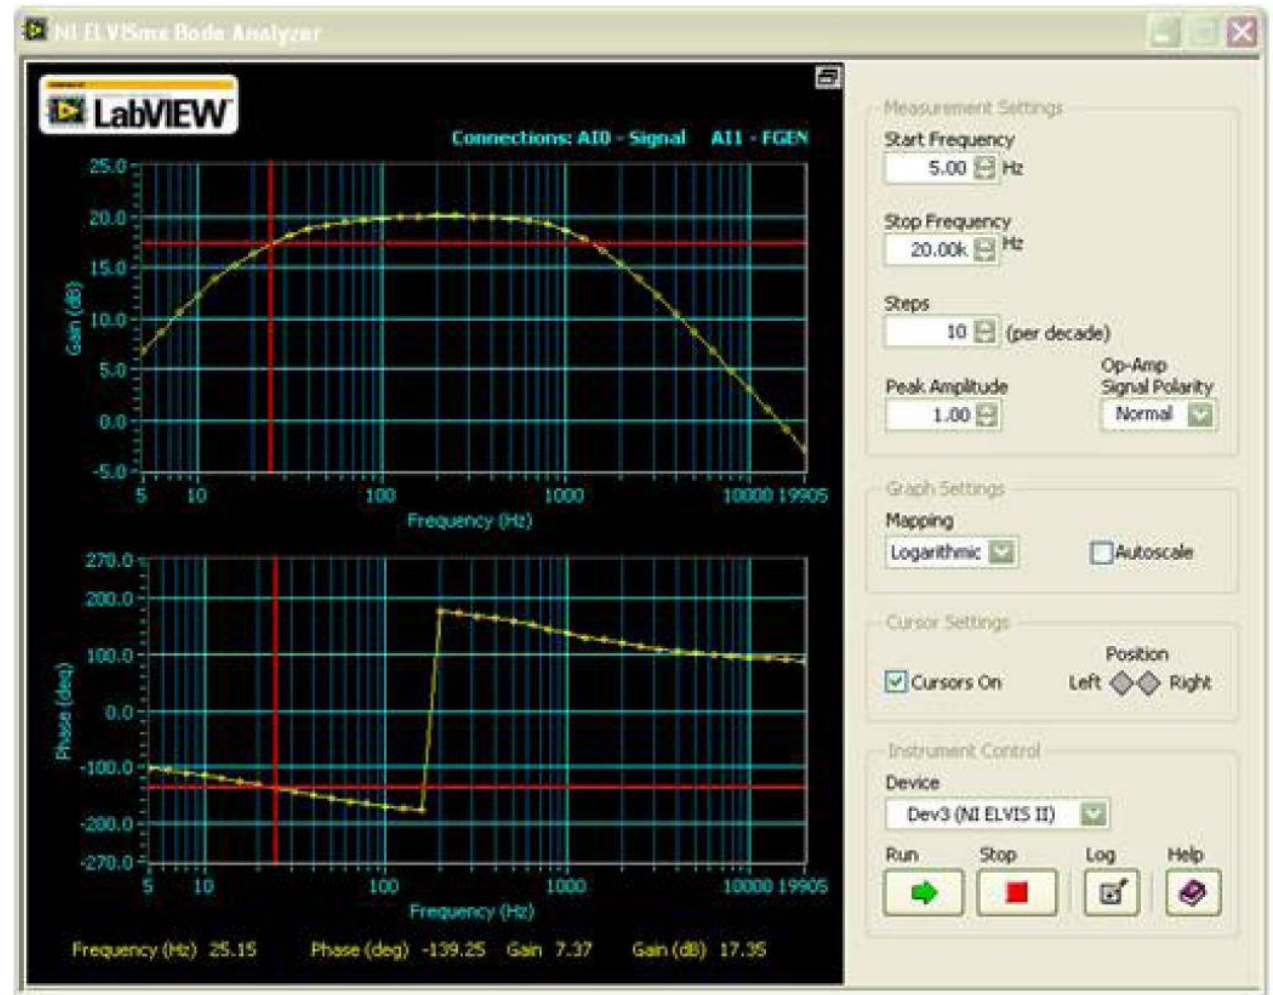 NI ELVISmx Bode Analyzer
LabVIEW
Connections: AI0 - Signal AI1 - FGEN
25.0
20.0
15.0
10.0
5.0
0.0
-5.0
Gain (dB)
5 10 100 1000 10000 19905
Frequency (Hz)
270.0
200.0
100.0
0.0
-100.0
-200.0
-270.0
Phase (deg)
5 10 100 1000 10000 19905
Frequency (Hz)
Frequency (Hz) 25.15 Phase (deg) -139.25 Gain 7.37 Gain (dB) 17.35
Measurement Settings
Start Frequency
5.00 Hz
Stop Frequency
20.00k Hz
Steps
10 (per decade)
Peak Amplitude
1.00
Op-Amp
Signal Polarity
Normal
Graph Settings
Mapping
Logarithmic
Autoscale
Cursor Settings
Cursors On
Position
Left Right
Instrument Control
Device
Dev3 (NI ELVIS II)
Run Stop Log Help